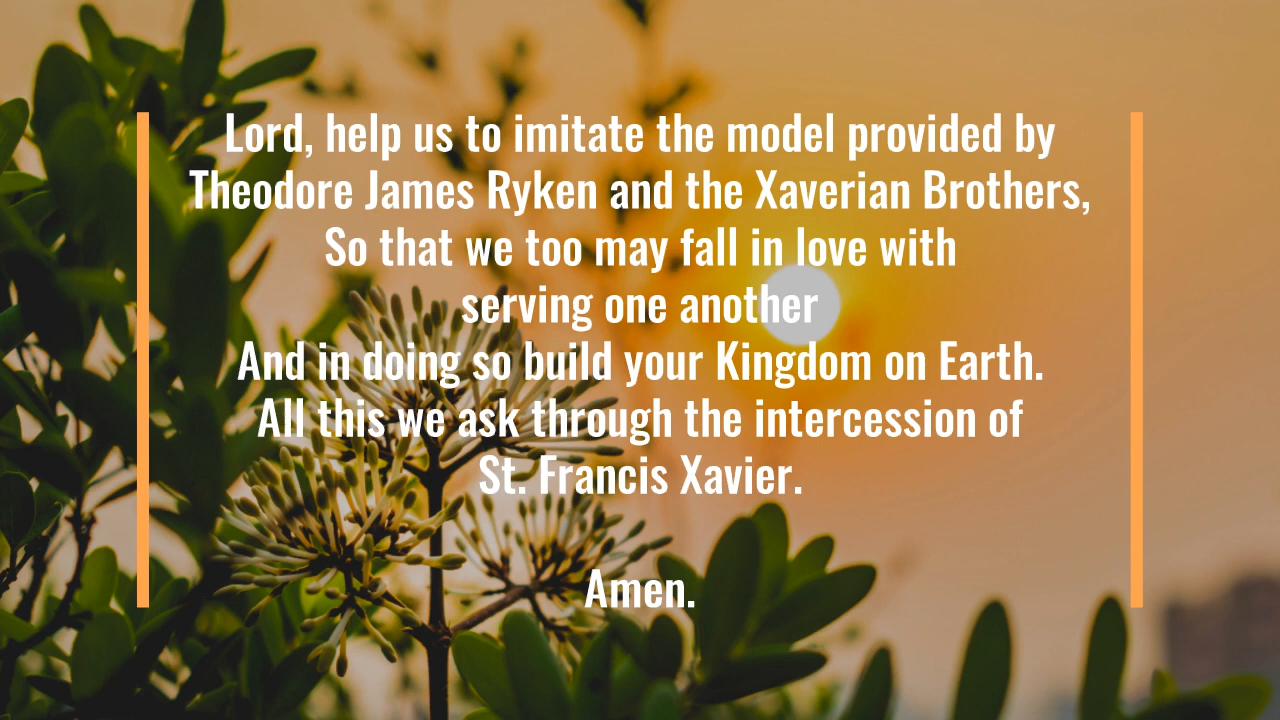 Lord, help us to imitate the model provided by
Theodore James Ryken and the Xaverian Brothers,
So that we too may fall in love with
serving one another
And in doing so build your Kingdom on Earth.
All this we ask through the intercession of
St. Francis Xavier.
Amen.